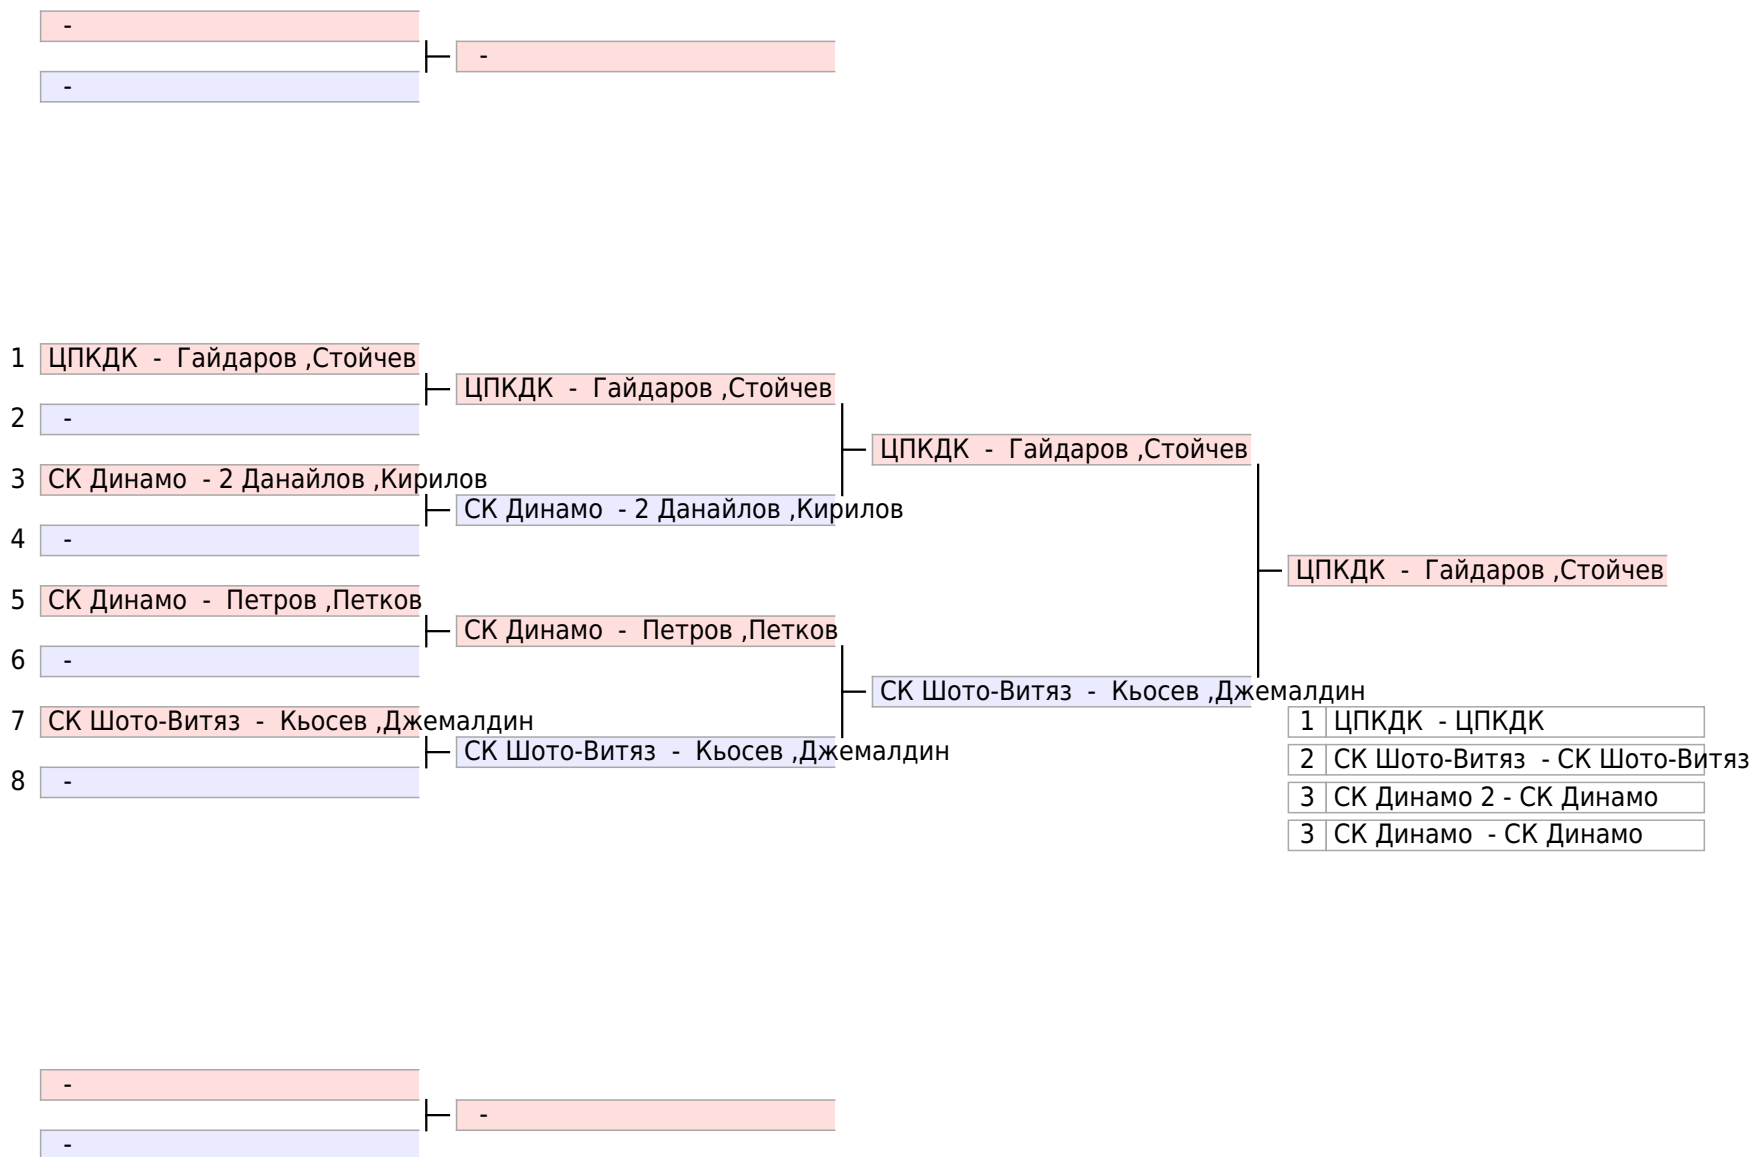 -
-
-
1 ЦПКДК - Гайдаров ,Стойчев
ЦПКДК - Гайдаров ,Стойчев
2 -
ЦПКДК - Гайдаров ,Стойчев
3 СК Динамо - 2 Данайлов ,Кирилов
СК Динамо - 2 Данайлов ,Кирилов
4 -
ЦПКДК - Гайдаров ,Стойчев
5 СК Динамо - Петров ,Петков
СК Динамо - Петров ,Петков
6 -
СК Шото-Витяз - Кьосев ,Джемалдин
7 СК Шото-Витяз - Кьосев ,Джемалдин
СК Шото-Витяз - Кьосев ,Джемалдин
8 -
1 ЦПКДК - ЦПКДК
2 СК Шото-Витяз - СК Шото-Витяз
3 СК Динамо 2 - СК Динамо
3 СК Динамо - СК Динамо
-
-
-